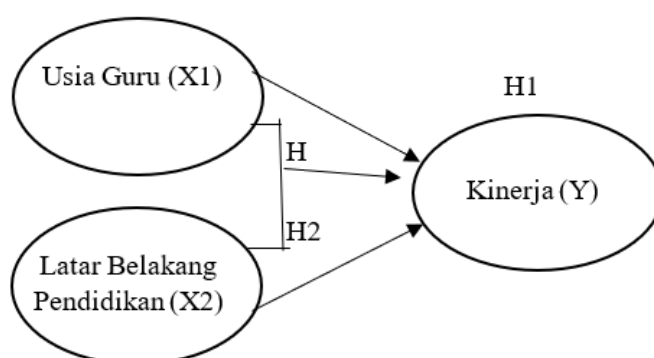 Usia Guru (X1)
H1
H
Kinerja (Y)
H2
Latar Belakang
Pendidikan (X2)